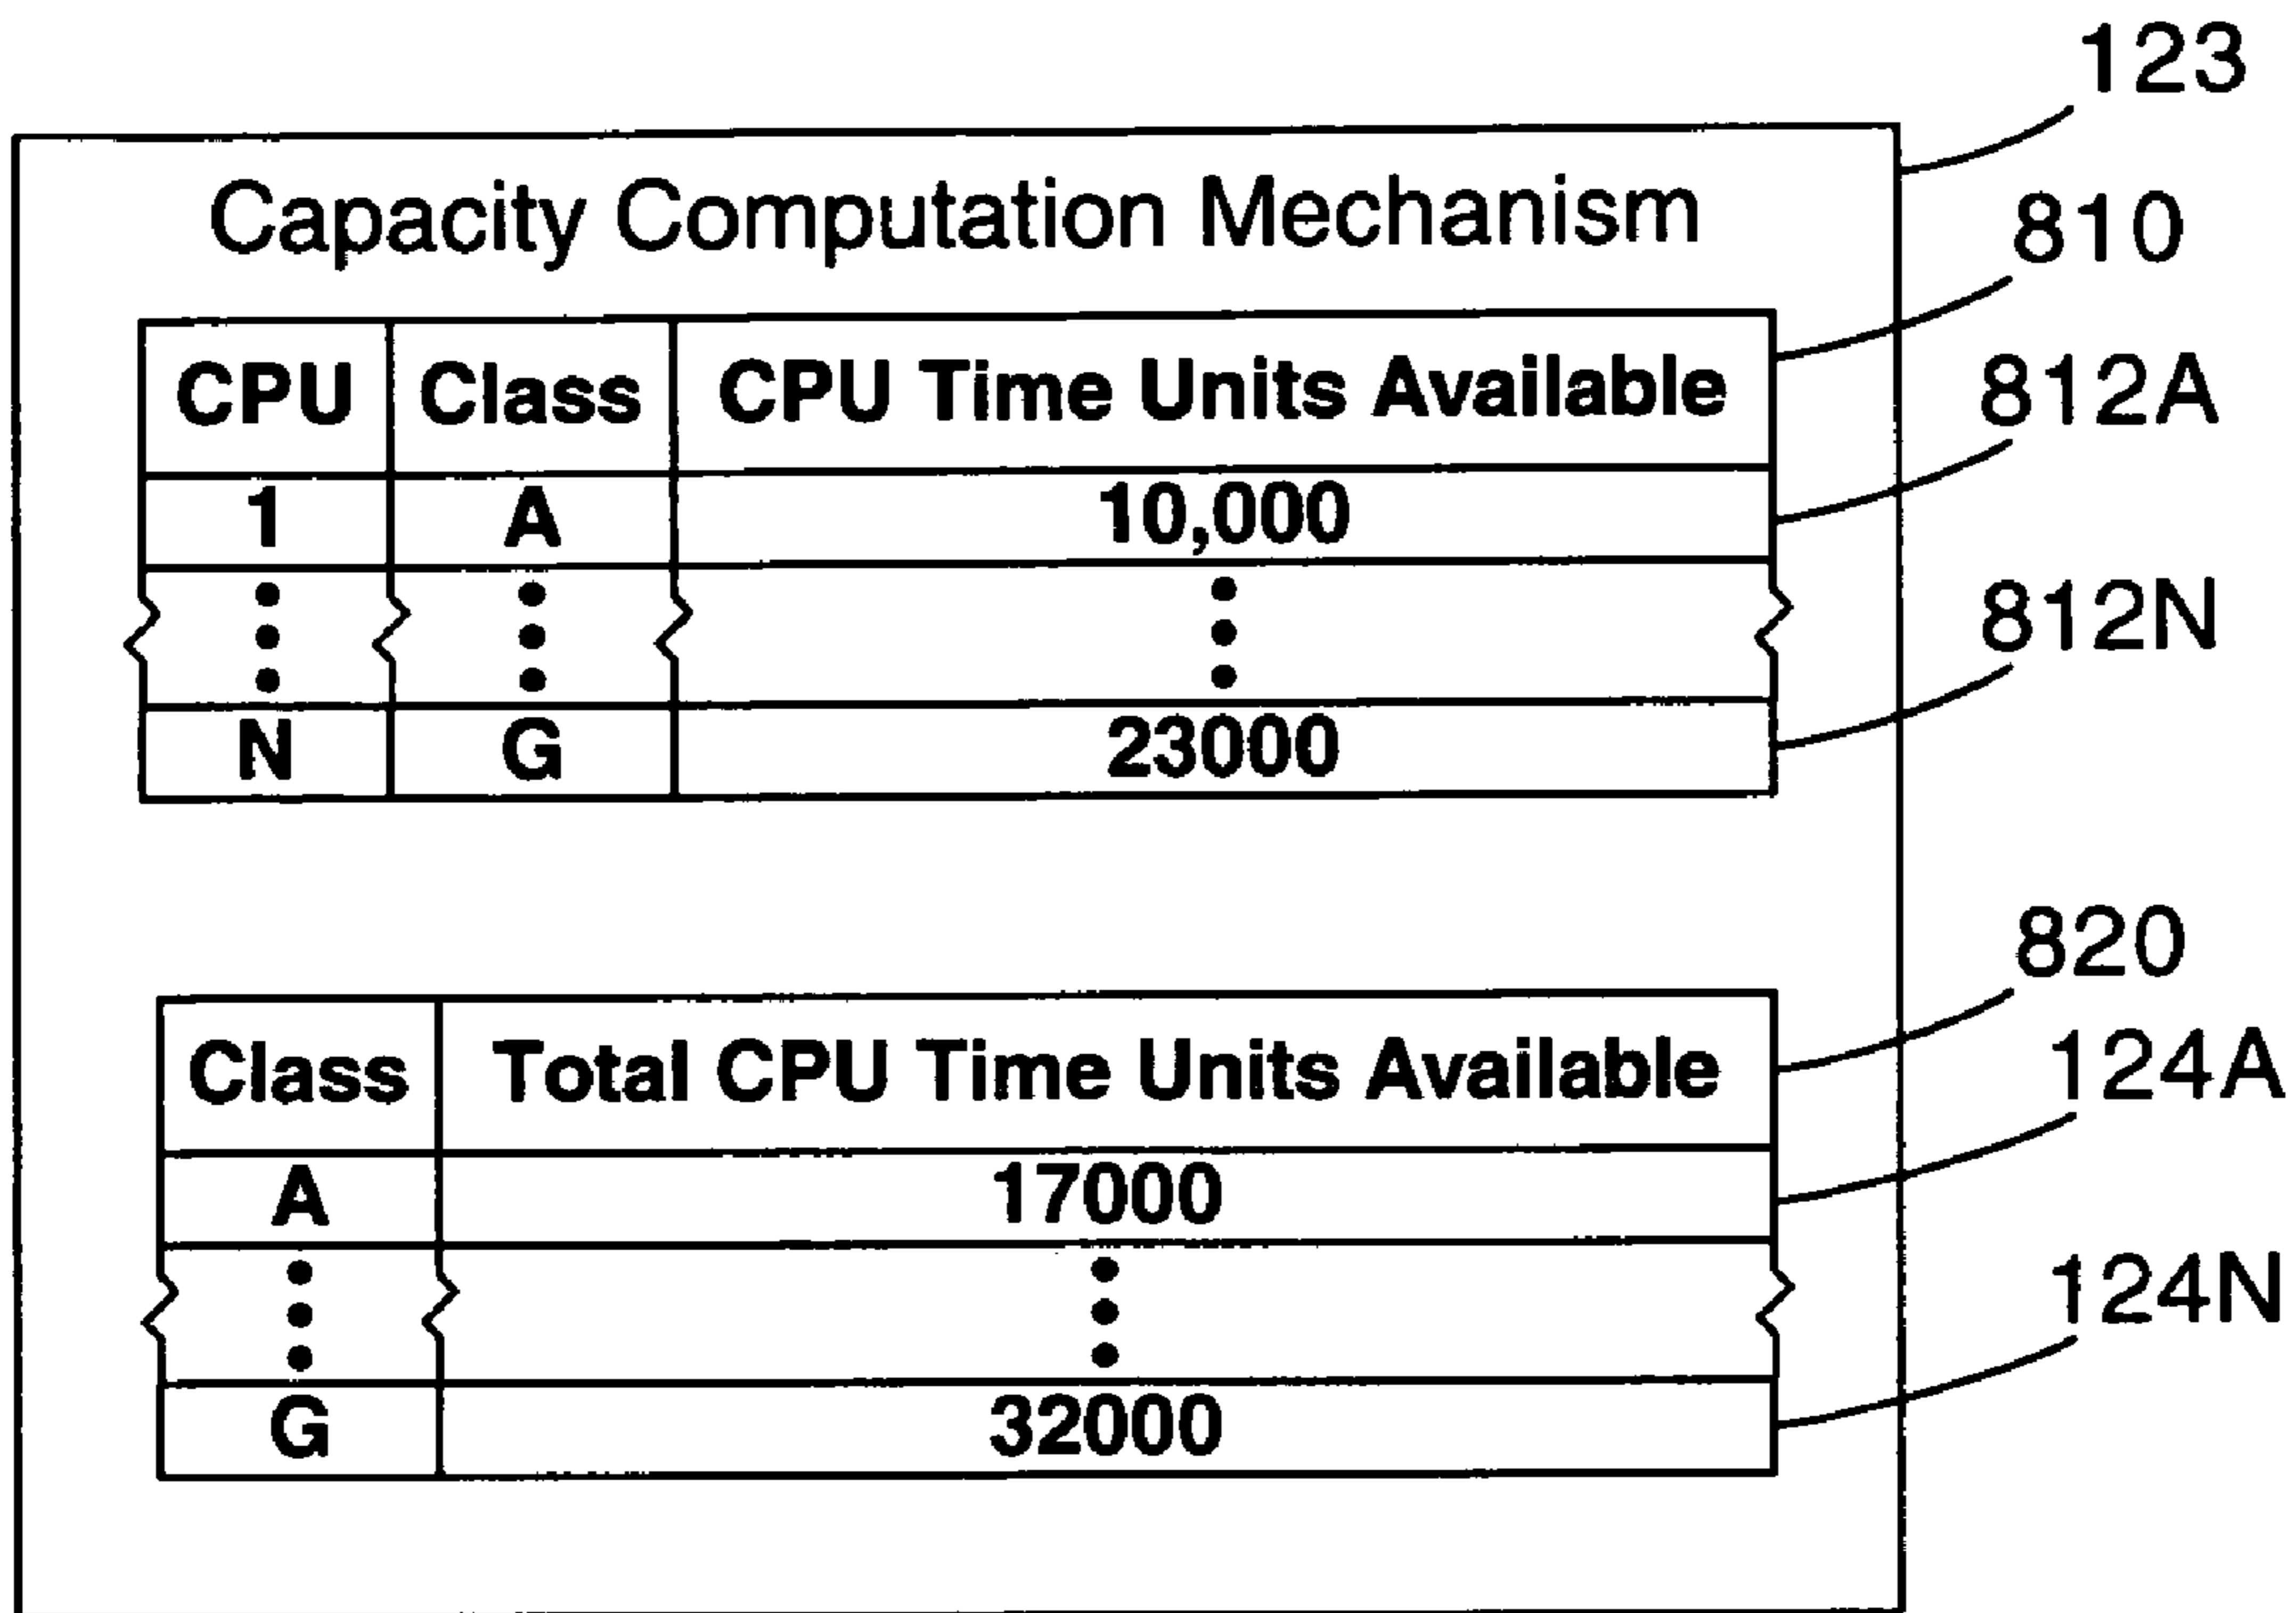 123
Capacity Computation Mechanism
810
CPU Class CPU Time Units Available
812A
1 A 10,000
812N
N G 23000
820
Class Total CPU Time Units Available
124A
A 17000
124N
G 32000